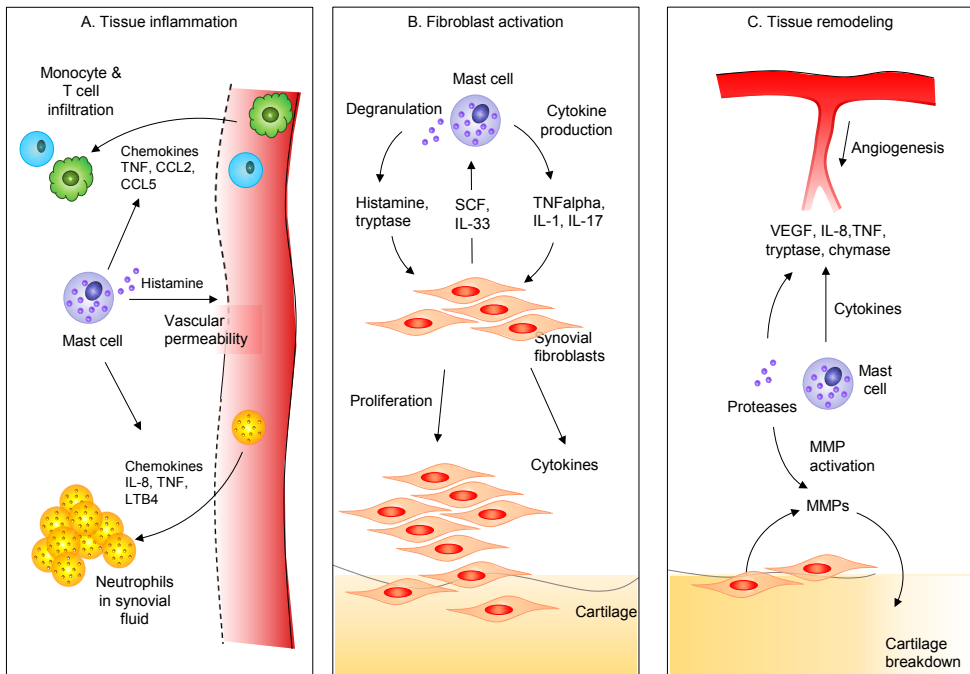 A. Tissue inflammation
Monocyte &
T cell
infiltration
Chemokines
TNF, CCL2,
CCL5
Histamine
Mast cell
Vascular
permeability
Chemokines
IL-8, TNF,
LTB4
Neutrophils
in synovial
fluid
B. Fibroblast activation
Mast cell
Degranulation
Cytokine
production
Histamine,
tryptase
SCF,
IL-33
TNFalpha,
IL-1, IL-17
Synovial
fibroblasts
Proliferation
Cytokines
Cartilage
C. Tissue remodeling
Angiogenesis
VEGF, IL-8,TNF,
tryptase, chymase
Cytokines
Mast
cell
Proteases
MMP
activation
MMPs
Cartilage
breakdown